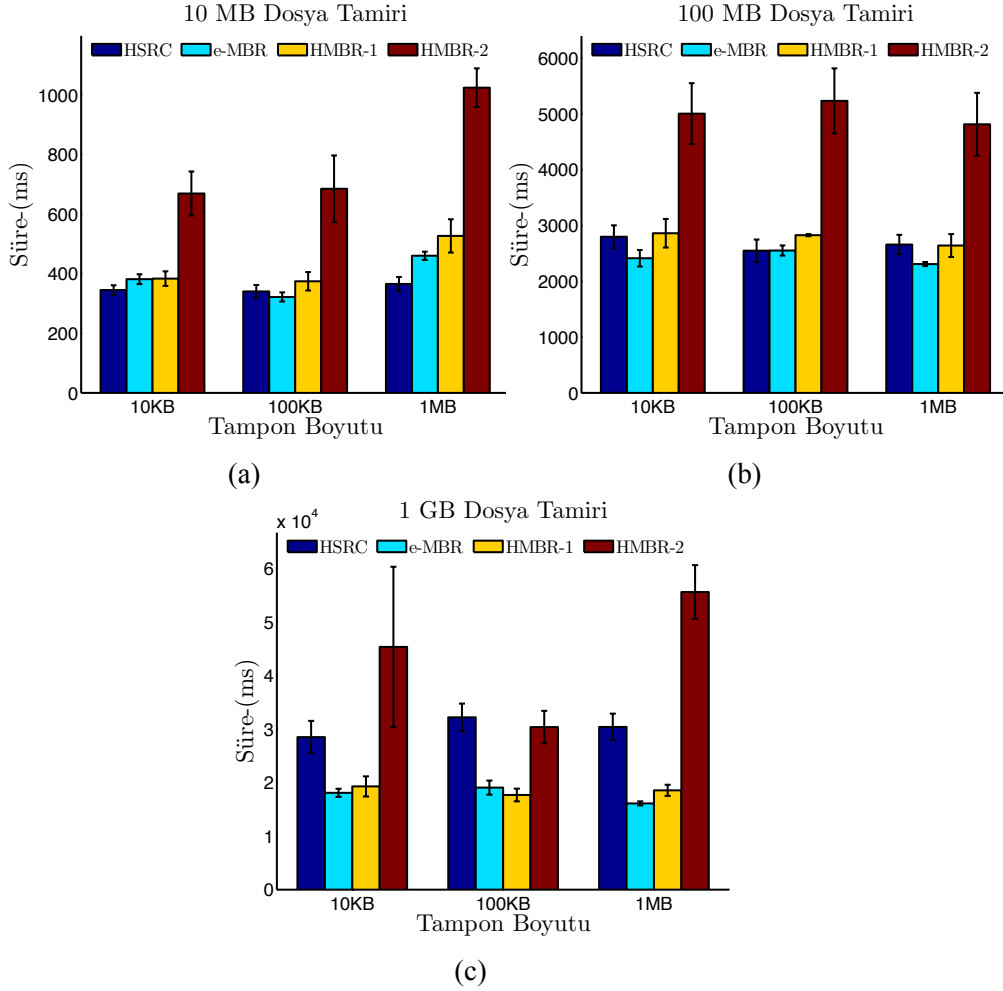 10 MB Dosya Tamiri
HSRC e-MBR HMBR-1 HMBR-2
1000
800
600
400
200
0
Süre-(ms)
10KB 100KB 1MB
Tampon Boyutu
(a)
100 MB Dosya Tamiri
HSRC e-MBR HMBR-1 HMBR-2
6000
5000
4000
3000
2000
1000
0
Süre-(ms)
10KB 100KB 1MB
Tampon Boyutu
(b)
1 GB Dosya Tamiri
x 10^4
HSRC e-MBR HMBR-1 HMBR-2
6
5
4
3
2
1
0
Süre-(ms)
10KB 100KB 1MB
Tampon Boyutu
(c)